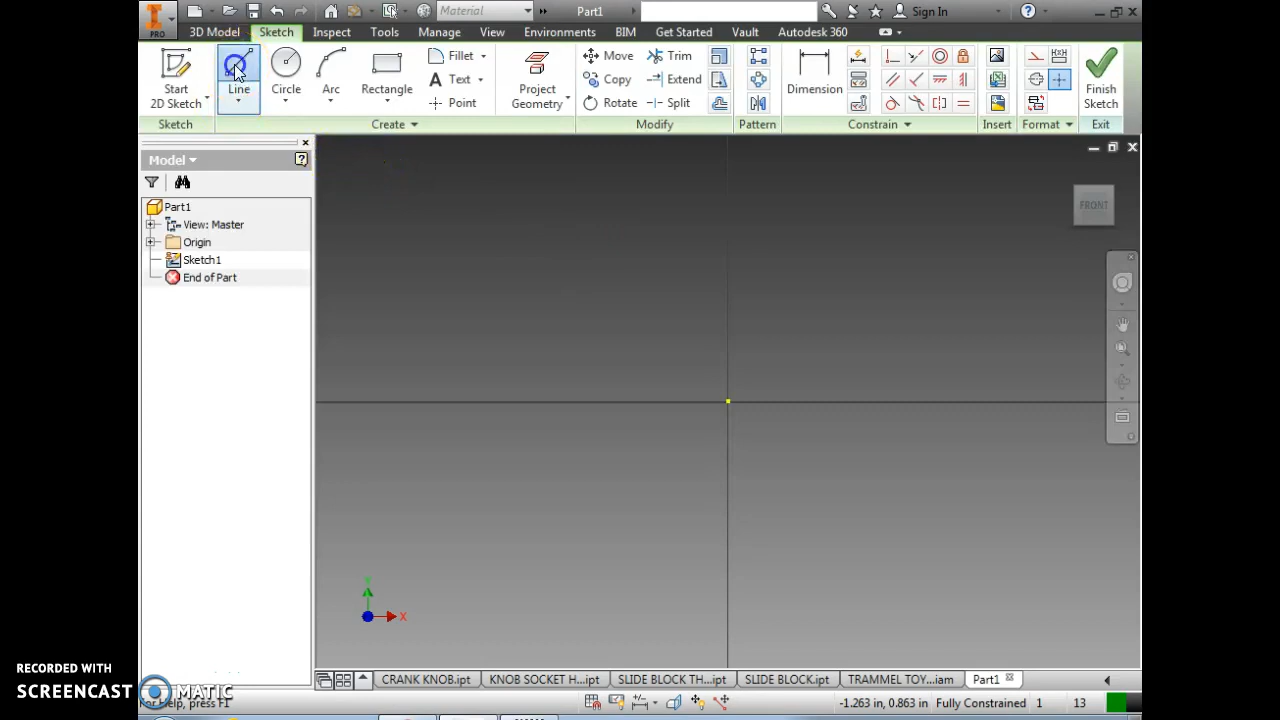 Material
Part1
Sign In
PRO
3D Model
Sketch
Inspect
Tools
Manage
View
Environments
BIM
Get Started
Vault
Autodesk 360
Start
2D Sketch
Line
Circle
Arc
Rectangle
Fillet
Text
Point
Project
Geometry
Move
Copy
Rotate
Trim
Extend
Split
Dimension
Finish
Sketch
Sketch
Create
Modify
Pattern
Constrain
Insert
Format
Exit
Model
Part1
View: Master
Origin
Sketch1
End of Part
FRONT
X
CRANK KNOB.ipt
KNOB SOCKET H...ipt
SLIDE BLOCK TH...ipt
SLIDE BLOCK.ipt
TRAMMEL TOY...iam
Part1
RECORDED WITH
SCREENCAST MATIC
For Help, press F1
-1.263 in, 0.863 in
Fully Constrained
1
13